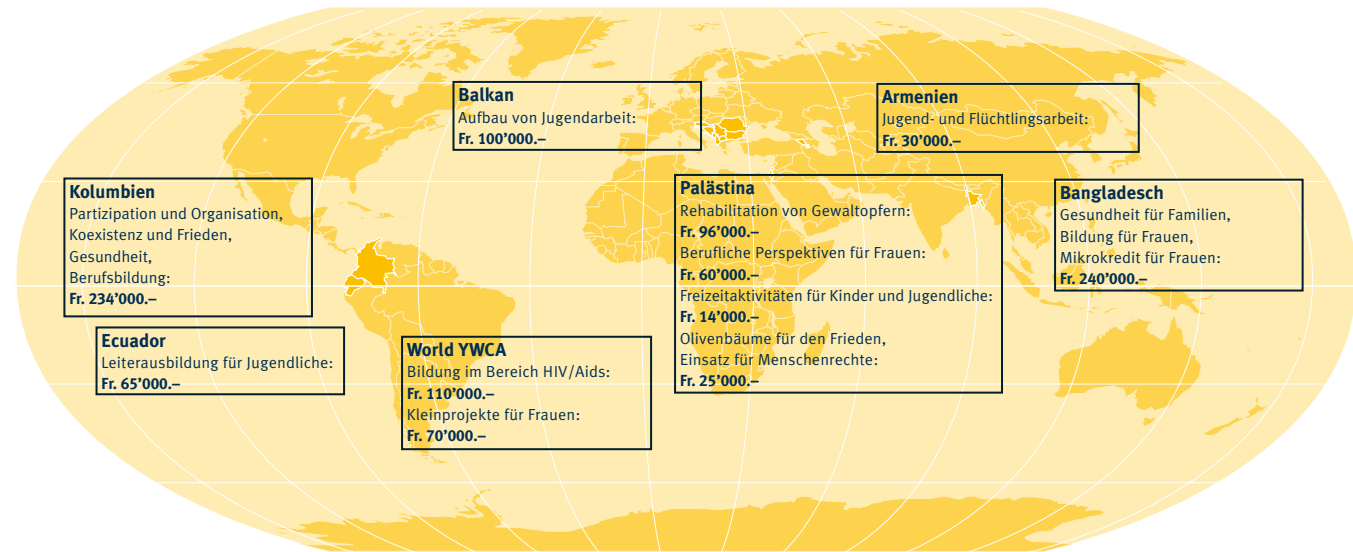 Balkan
Aufbau von Jugendarbeit:
Fr. 100’000.–
Armenien
Jugend- und Flüchtlingsarbeit:
Fr. 30’000.–
Kolumbien
Partizipation und Organisation,
Koexistenz und Frieden,
Gesundheit,
Berufsbildung:
Fr. 234’000.–
Palästina
Rehabilitation von Gewaltopfern:
Fr. 96’000.–
Berufliche Perspektiven für Frauen:
Fr. 60’000.–
Freizeitaktivitäten für Kinder und Jugendliche:
Fr. 14’000.–
Olivenbäume für den Frieden,
Einsatz für Menschenrechte:
Fr. 25’000.–
Bangladesch
Gesundheit für Familien,
Bildung für Frauen,
Mikrokredit für Frauen:
Fr. 240’000.–
Ecuador
Leiterausbildung für Jugendliche:
Fr. 65’000.–
World YWCA
Bildung im Bereich HIV/Aids:
Fr. 110’000.–
Kleinprojekte für Frauen:
Fr. 70’000.–